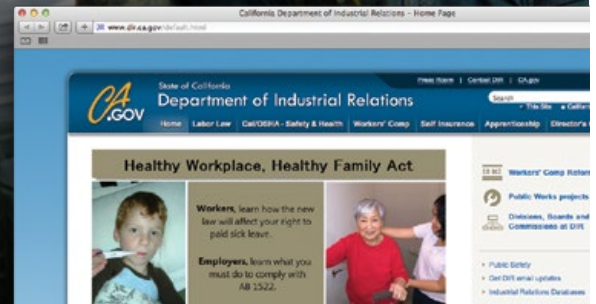 California Department of Industrial Relations – Home Page
www.dir.ca.gov/default.html
CA
.GOV
State of California
Department of Industrial Relations
Press Room | Contact DIR | CA.gov
Search
This Site
Home Labor Law Cal/OSHA - Safety & Health Workers' Comp Self Insurance Apprenticeship Director's
Healthy Workplace, Healthy Family Act
Workers, learn how the new
law will affect your right to
paid sick leave.
Employers, learn what you
must do to comply with
AB 1522.
Workers' Comp Reform
Public Works projects
Divisions, Boards and
Commissions at DIR
Public Safety
Get DIR email updates
Industrial Relations Databases